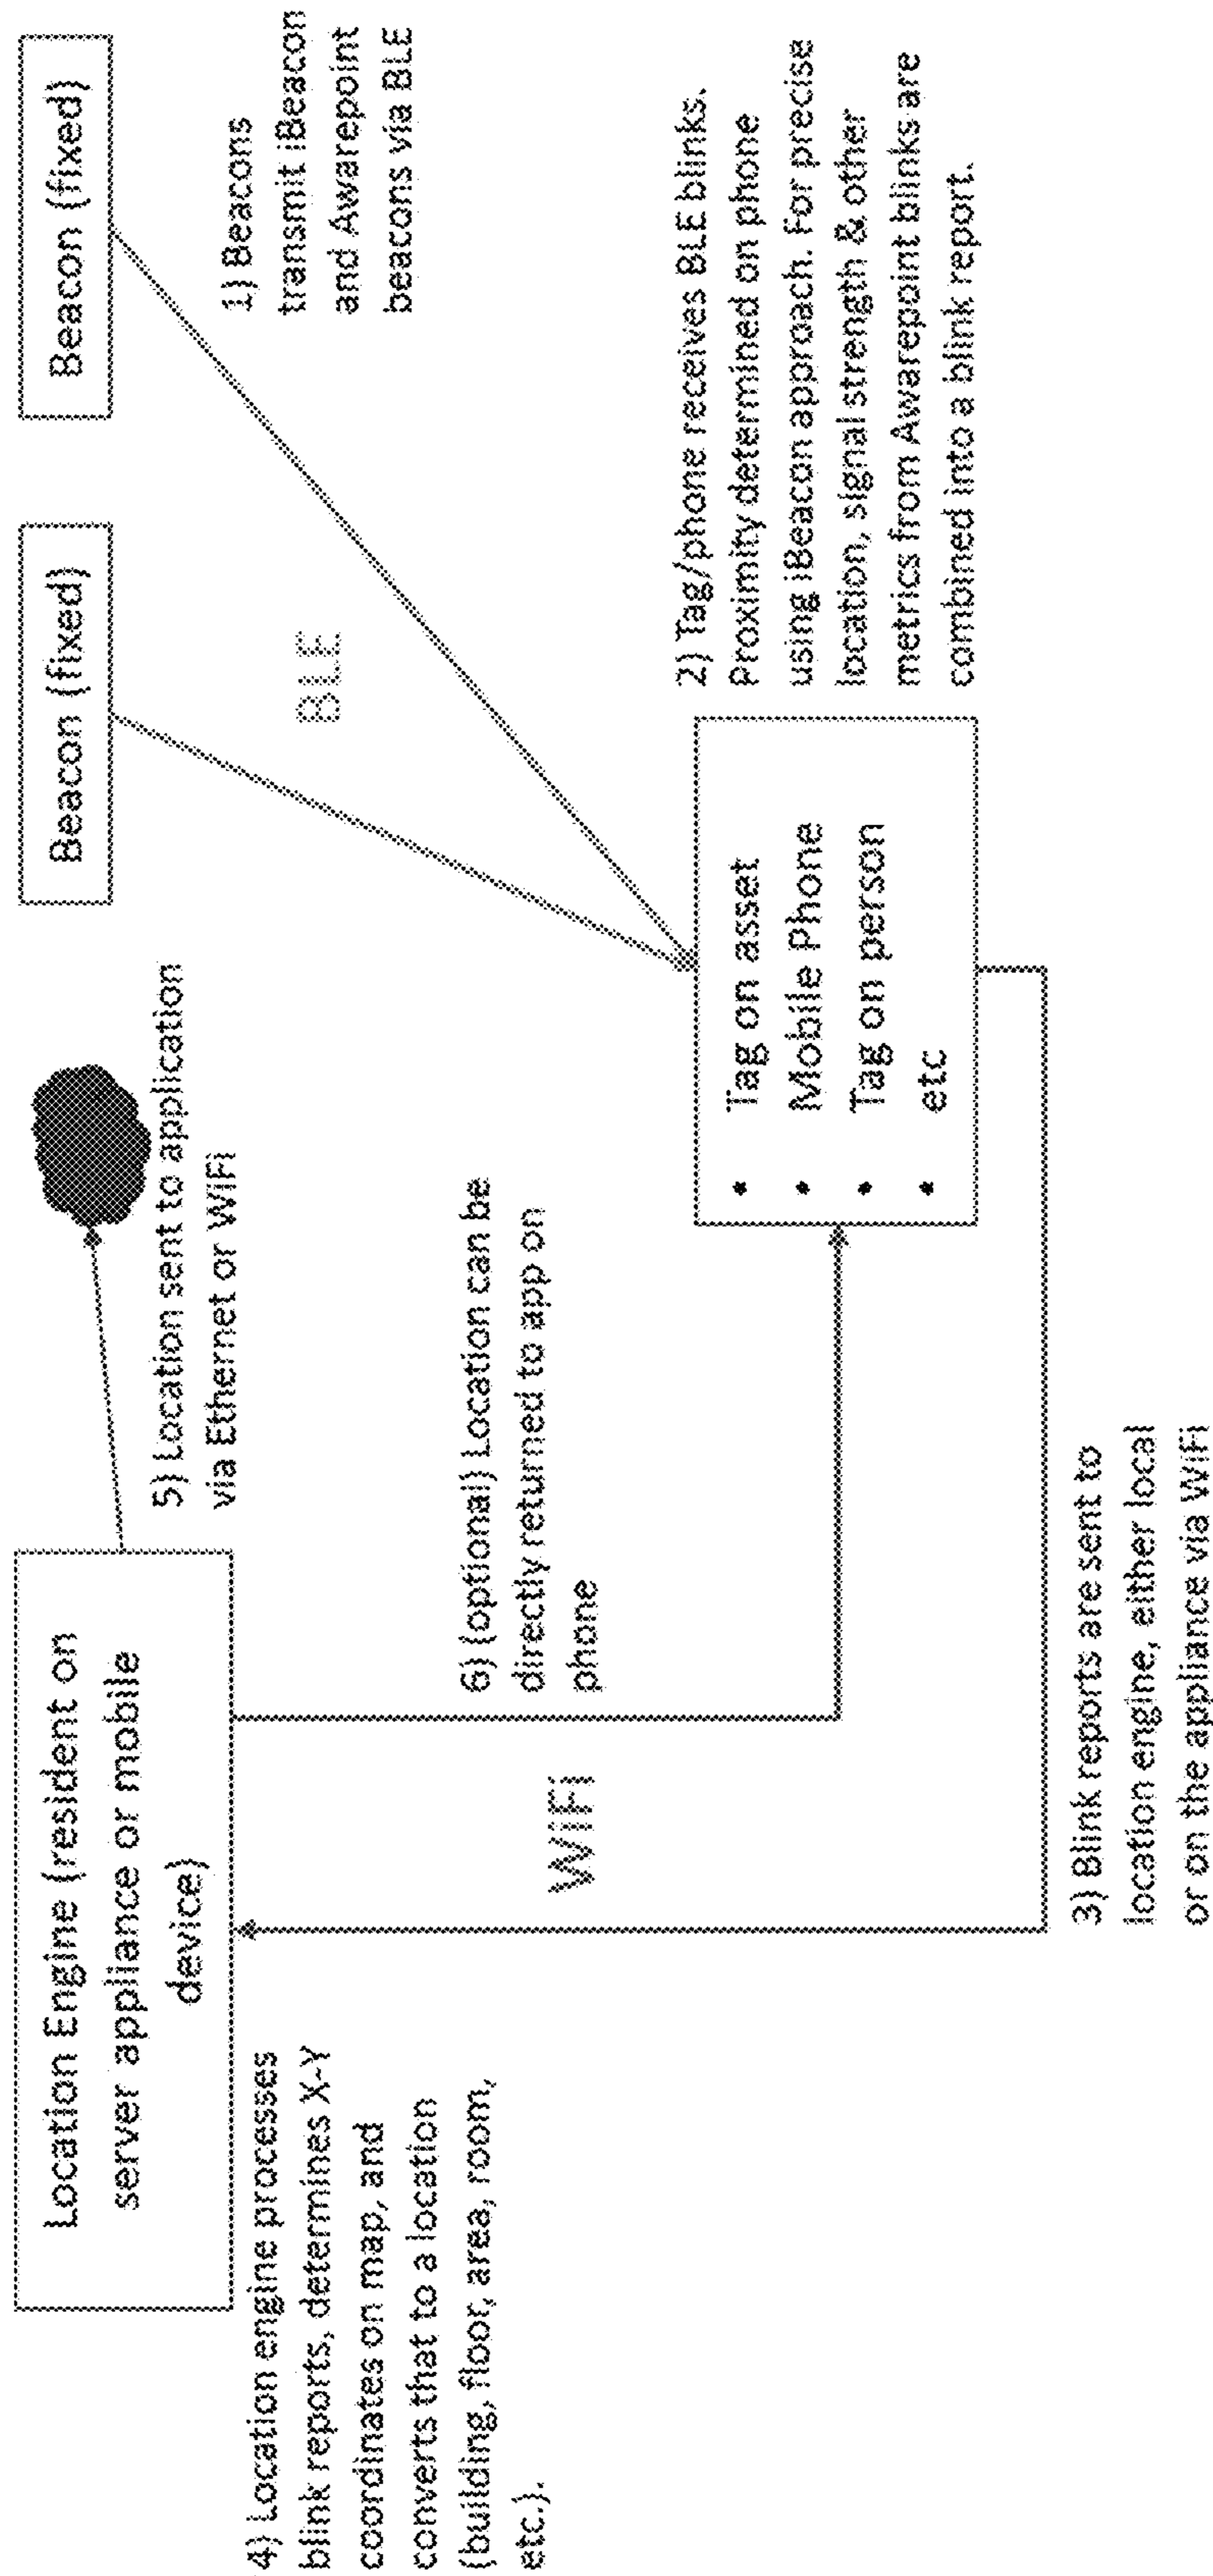 Location Engine (resident on
server appliance or mobile
device)
Beacon (fixed)
Beacon (fixed)
5) Location sent to application
via Ethernet or WiFi
1) Beacons
transmit iBeacon
and Awarepoint
beacons via BLE
4) Location engine processes
blink reports, determines X-Y
coordinates on map, and
converts that to a location
(building, floor, area, room,
etc.).
BLE
6) (optional) Location can be
directly returned to app on
phone
WiFi
• Tag on asset
• Mobile Phone
• Tag on person
• etc
2) Tag/phone receives BLE blinks.
Proximity determined on phone
using iBeacon approach. For precise
location, signal strength & other
metrics from Awarepoint blinks are
combined into a blink report.
3) Blink reports are sent to
location engine, either local
or on the appliance via WiFi